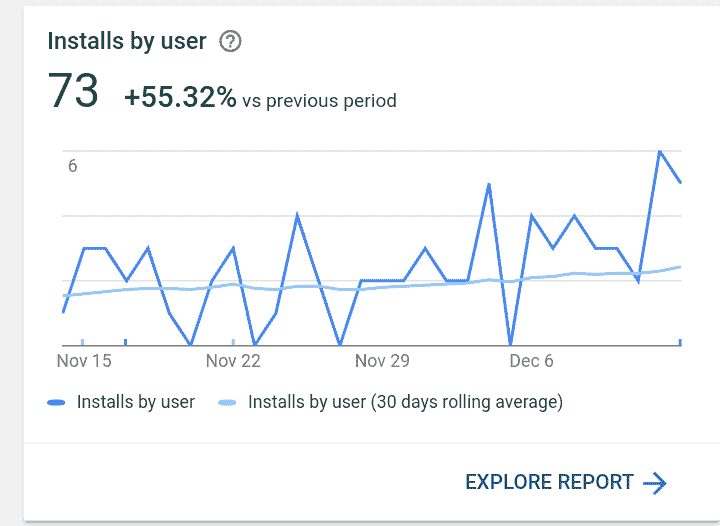 Installs by user ?
73 +55.32% vs previous period
6
Nov 15 Nov 22 Nov 29 Dec 6
Installs by user Installs by user (30 days rolling average)
EXPLORE REPORT